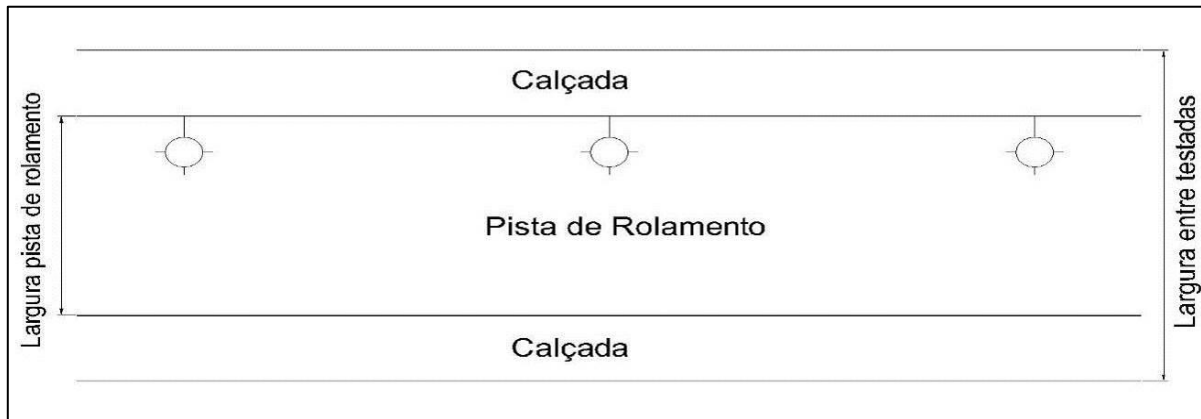 Calçada
Largura pista de rolamento
Pista de Rolamento
Largura entre testadas
Calçada